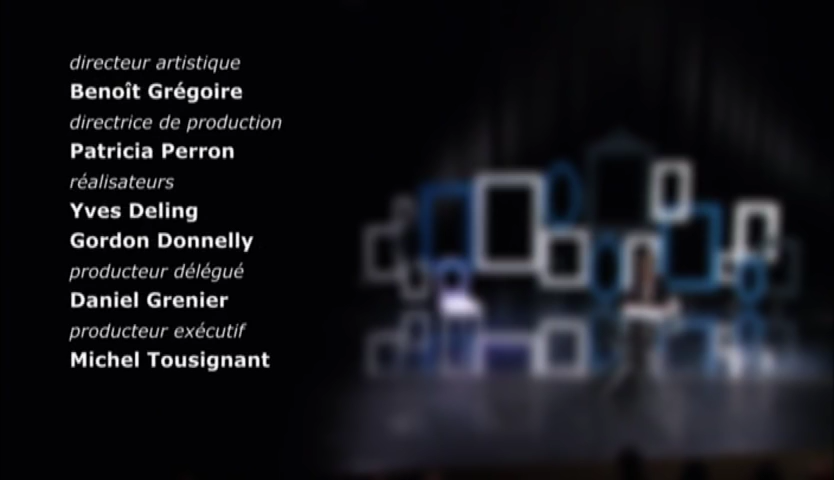 directeur artistique
Benoît Grégoire
directrice de production
Patricia Perron
réalisateurs
Yves Deling
Gordon Donnelly
producteur délégué
Daniel Grenier
producteur exécutif
Michel Tousignant